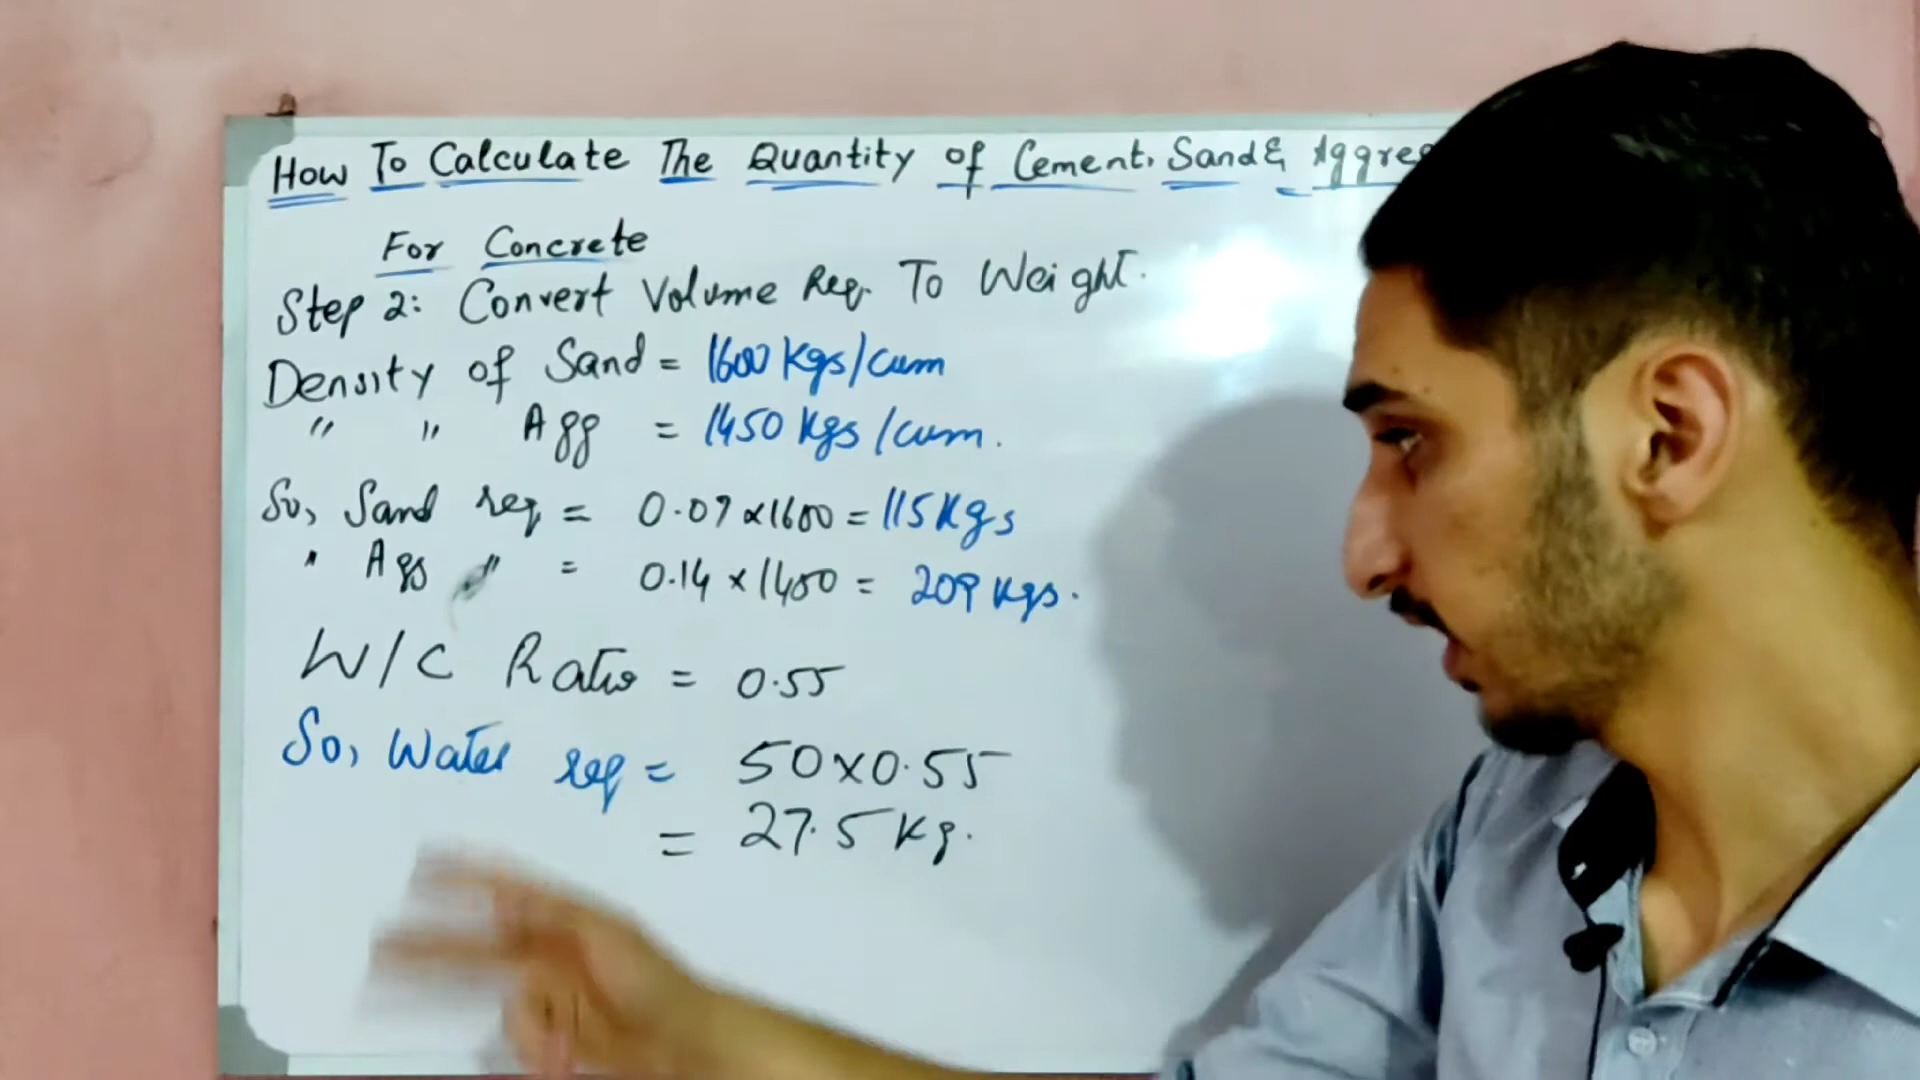 How To Calculate The Quantity of Cement, Sand & Aggre
For Concrete
Step 2: Convert Volume Req. To Weight.
Density of Sand = 1600 Kgs/cum
" " Agg = 1450 Kgs/cum.
So, Sand req = 0.07 x 1600 = 115 Kgs
" Agg " = 0.14 x 1450 = 209 Kgs.
W/C Ratio = 0.55
So, Water req = 50 x 0.55
= 27.5 Kg.